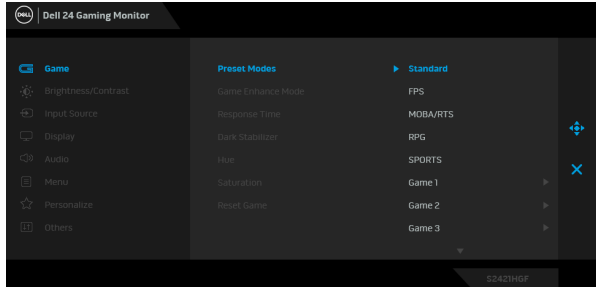 DELL Dell 24 Gaming Monitor
Game
Brightness/Contrast
Input Source
Display
Audio
Menu
Personalize
Others
Preset Modes
Game Enhance Mode
Response Time
Dark Stabilizer
Hue
Saturation
Reset Game
Standard
FPS
MOBA/RTS
RPG
SPORTS
Game 1
Game 2
Game 3
S2421HGF